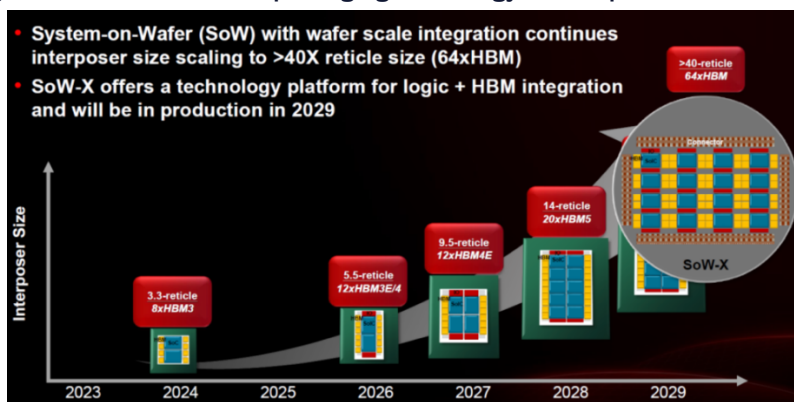 • System-on-Wafer (SoW) with wafer scale integration continues
interposer size scaling to >40X reticle size (64xHBM)
• SoW-X offers a technology platform for logic + HBM integration
and will be in production in 2029
>40-reticle
64xHBM
Connector
HBM
SoIC
SoW-X
14-reticle
20xHBM5
9.5-reticle
12xHBM4E
5.5-reticle
12xHBM3E/4
3.3-reticle
8xHBM3
Interposer Size
2023 2024 2025 2026 2027 2028 2029